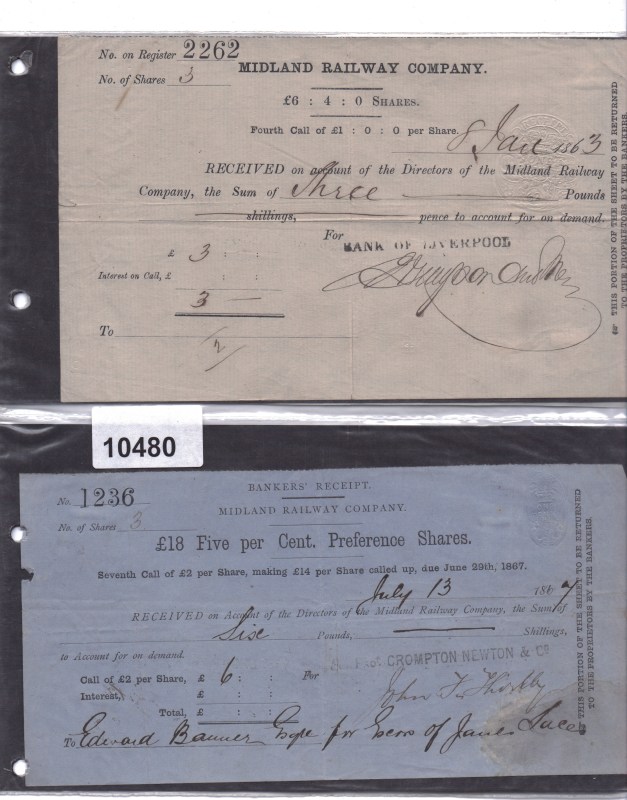 No. on Register 2262
No. of Shares 3
MIDLAND RAILWAY COMPANY.
£6 : 4 : 0 SHARES.
Fourth Call of £1 : 0 : 0 per Share.
8 Jan 1863
RECEIVED on account of the Directors of the Midland Railway
Company, the Sum of Three Pounds
shillings, pence to account for on demand.
For
BANK OF LIVERPOOL
£ 3 : :
Interest on Call, £ : :
3 —
To
THIS PORTION OF THE SHEET TO BE RETURNED
TO THE PROPRIETORS BY THE BANKERS.
10480
BANKERS' RECEIPT.
No. 1236
MIDLAND RAILWAY COMPANY.
No. of Shares 3
£18 Five per Cent. Preference Shares.
Seventh Call of £2 per Share, making £14 per Share called up, due June 29th, 1867.
July 13 1867
RECEIVED on Account of the Directors of the Midland Railway Company, the Sum of
Six Pounds, Shillings,
to Account for on demand.
CROMPTON NEWTON & Co
Call of £2 per Share, £ 6 : : For
Interest, £ : :
John T
Total, £ : :
To Edward Banner Esqre for Exors of James Luce
THIS PORTION OF THE SHEET TO BE RETURNED
TO THE PROPRIETORS BY THE BANKERS.